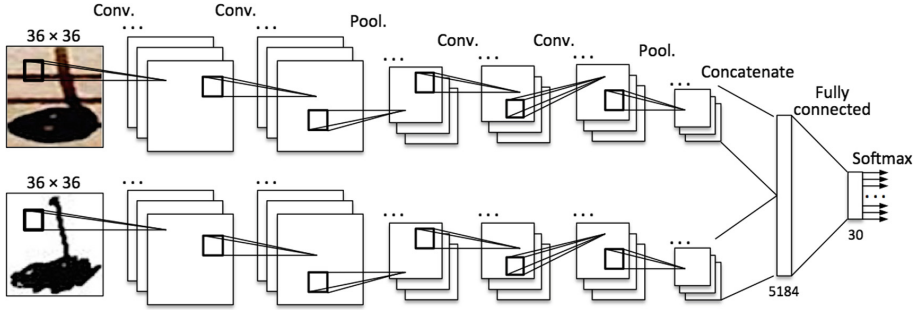 Conv.
Conv.
Pool.
Conv.
Conv.
Pool.
Concatenate
Fully
connected
Softmax
36 × 36
...
...
...
...
...
...
36 × 36
...
...
...
...
...
...
...
30
5184